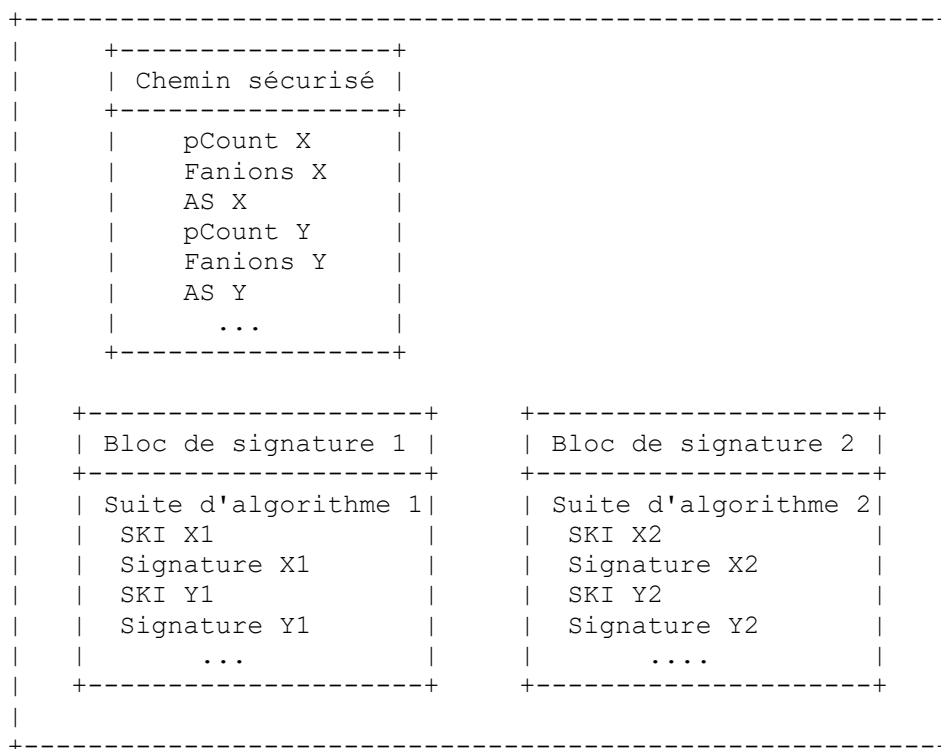 Chemin sécurisé
pCount X
Fanions X
AS X
pCount Y
Fanions Y
AS Y
...
Bloc de signature 1
Suite d'algorithme 1
SKI X1
Signature X1
SKI Y1
Signature Y1
...
Bloc de signature 2
Suite d'algorithme 2
SKI X2
Signature X2
SKI Y2
Signature Y2
....